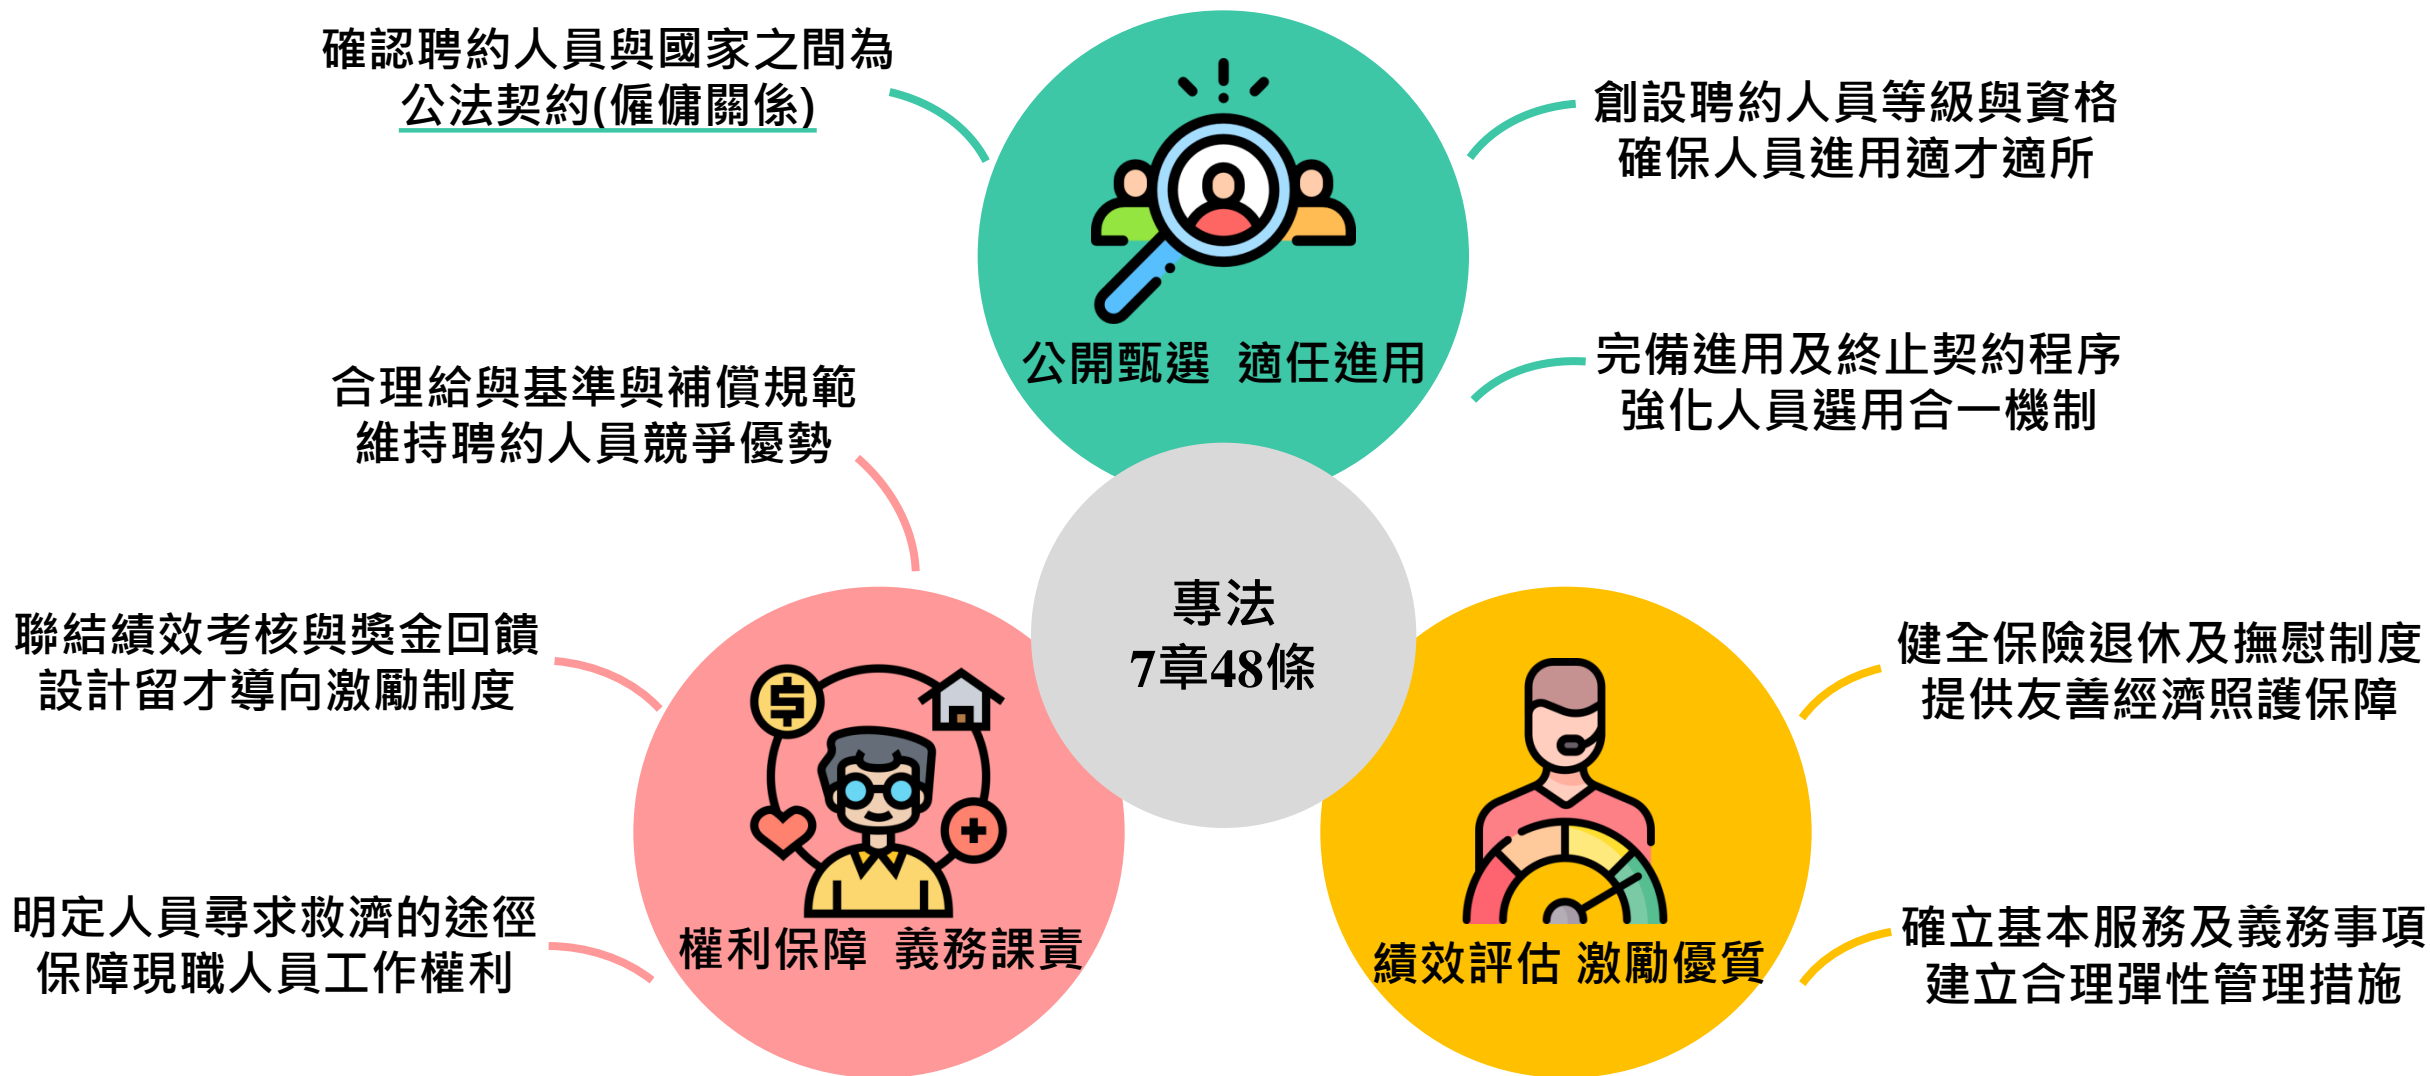 確認聘約人員與國家之間為
公法契約(僱傭關係)
創設聘約人員等級與資格
確保人員進用適才適所
公開甄選 適任進用
完備進用及終止契約程序
強化人員選用合一機制
合理給與基準與補償規範
維持聘約人員競爭優勢
專法
7章48條
聯結績效考核與獎金回饋
設計留才導向激勵制度
健全保險退休及撫慰制度
提供友善經濟照護保障
明定人員尋求救濟的途徑
保障現職人員工作權利
權利保障 義務課責
績效評估 激勵優質
確立基本服務及義務事項
建立合理彈性管理措施